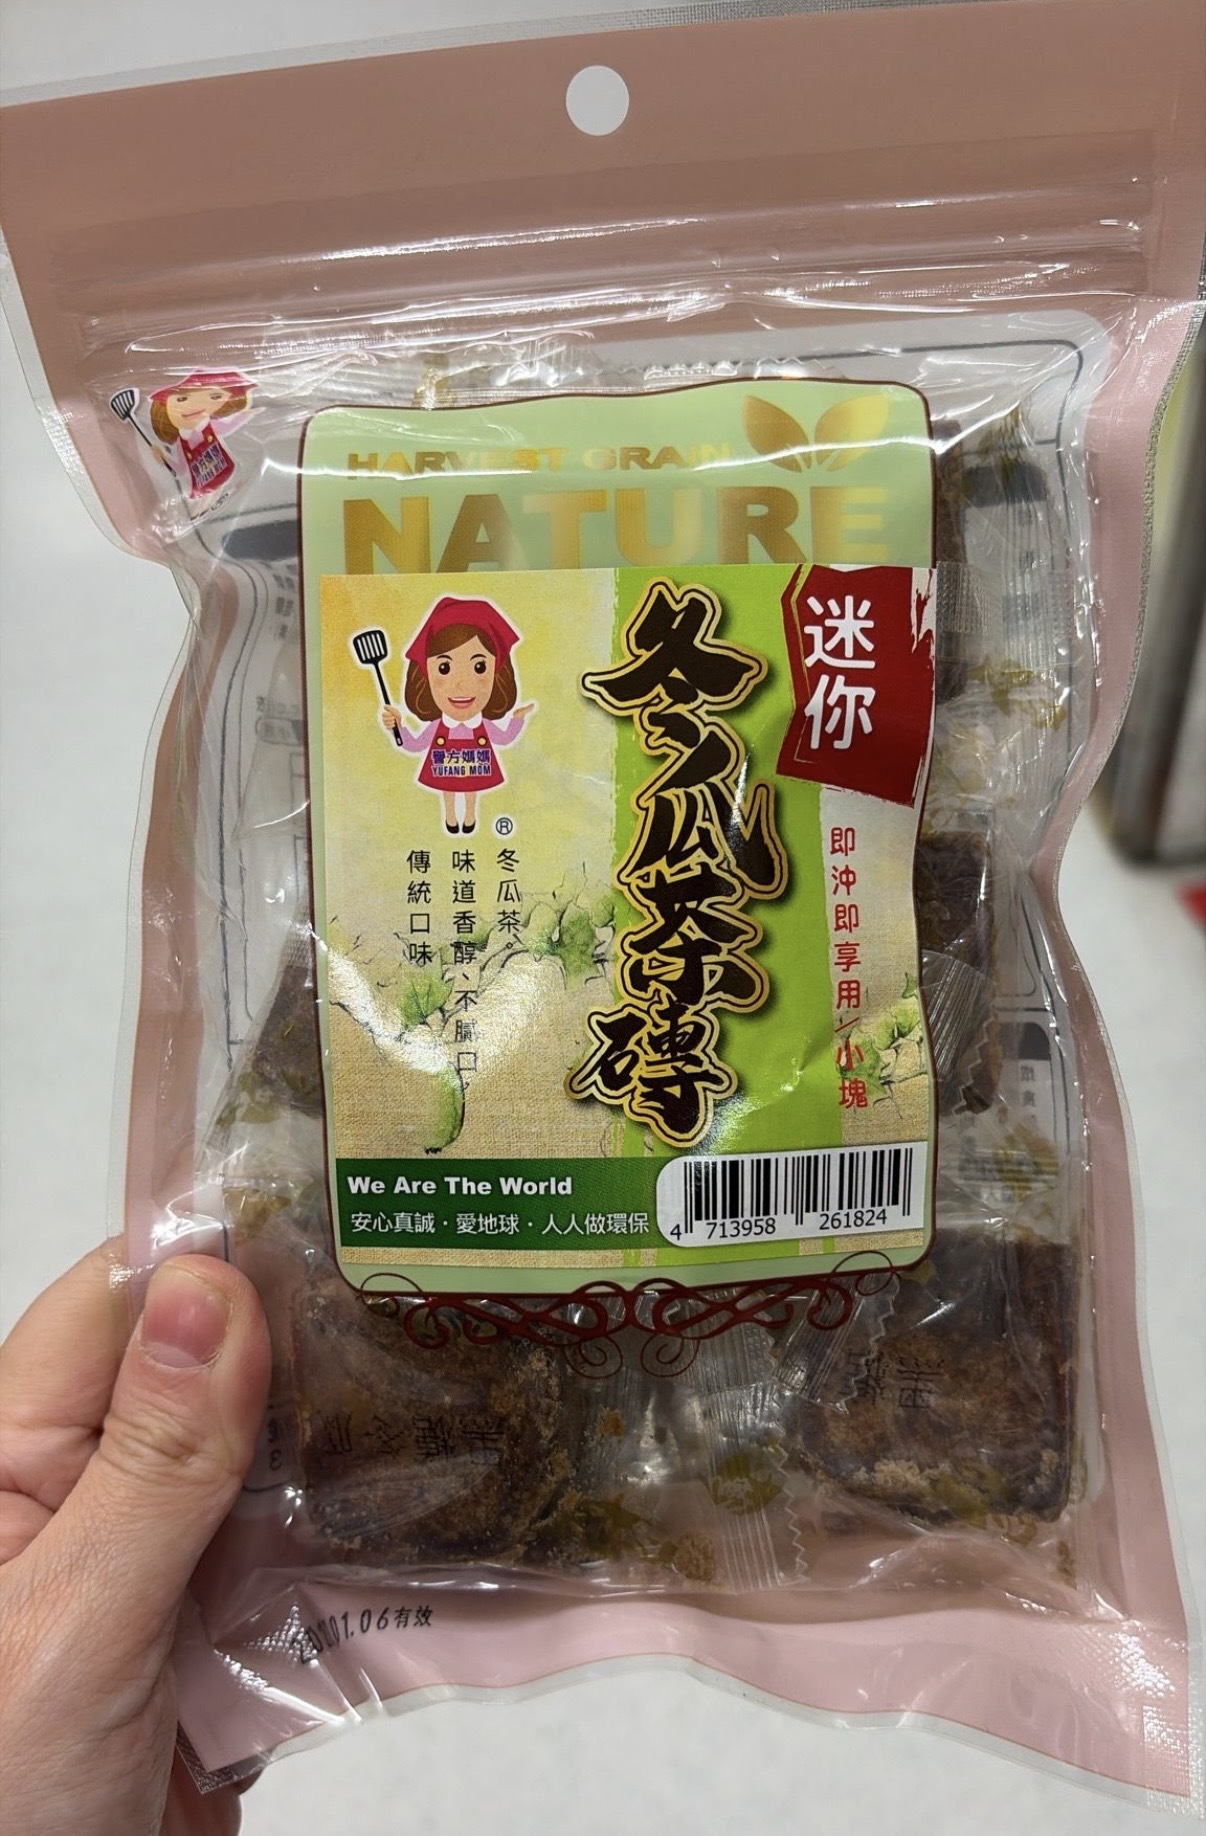 HARVEST GRAIN
NATURE
迷你
冬瓜茶磚
即沖即享用/小塊
譽方媽媽
YUFANG MOM
®
冬瓜茶。
味道香醇、不膩口,
傳統口味
We Are The World
安心真誠·愛地球·人人做環保
4 713958 261824
01.06有效